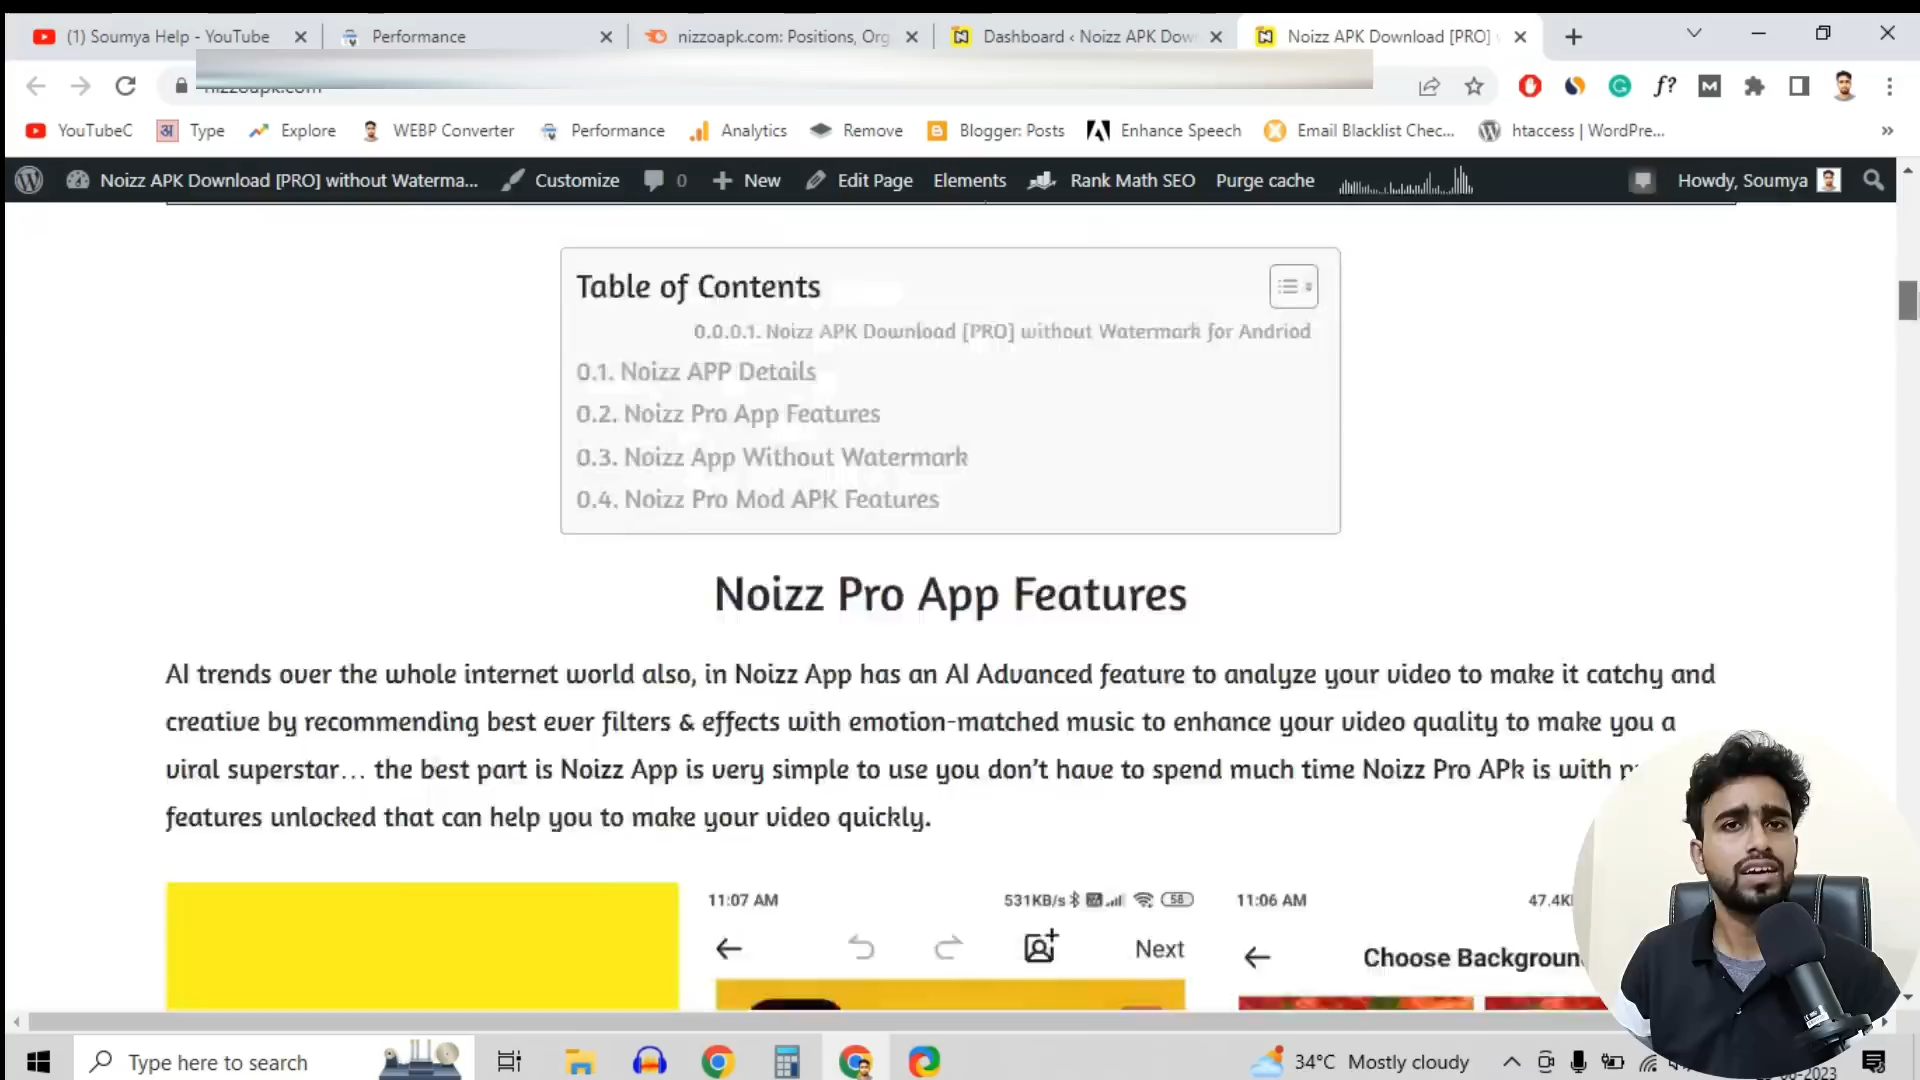 (1) Soumya Help - YouTube
Performance
nizzoapk.com: Positions, Org
Dashboard ‹ Noizz APK Dow
Noizz APK Download [PRO]
nizzoapk.com
YouTubeC
Type
Explore
WEBP Converter
Performance
Analytics
Remove
Blogger: Posts
Enhance Speech
Email Blacklist Chec...
htaccess | WordPre...
Noizz APK Download [PRO] without Waterma...
Customize
0
New
Edit Page
Elements
Rank Math SEO
Purge cache
Howdy, Soumya
Table of Contents
0.0.0.1. Noizz APK Download [PRO] without Watermark for Andriod
0.1. Noizz APP Details
0.2. Noizz Pro App Features
0.3. Noizz App Without Watermark
0.4. Noizz Pro Mod APK Features
Noizz Pro App Features
AI trends over the whole internet world also, in Noizz App has an AI Advanced feature to analyze your video to make it catchy and
creative by recommending best ever filters & effects with emotion-matched music to enhance your video quality to make you a
viral superstar... the best part is Noizz App is very simple to use you don't have to spend much time Noizz Pro APk is with
features unlocked that can help you to make your video quickly.
11:07 AM
531KB/s
58
Next
11:06 AM
47.4K
Choose Backgroun
Type here to search
34°C Mostly cloudy